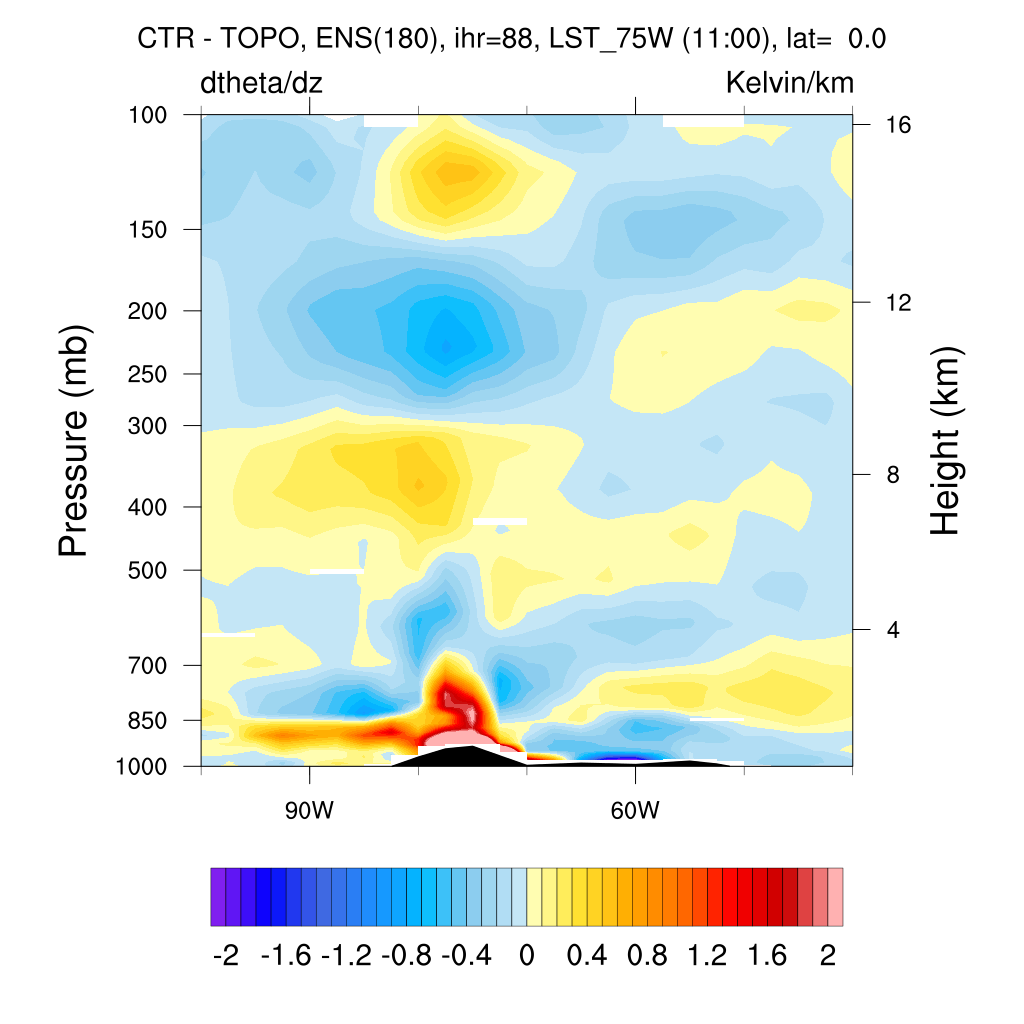 CTR - TOPO, ENS(180), ihr=88, LST_75W (11:00), lat=  0.0
dtheta/dz Kelvin/km
100
150
200
250
300
400
500
700
850
1000
Pressure (mb)
16
12
8
4
Height (km)
90W 60W
-2 -1.6 -1.2 -0.8 -0.4 0 0.4 0.8 1.2 1.6 2